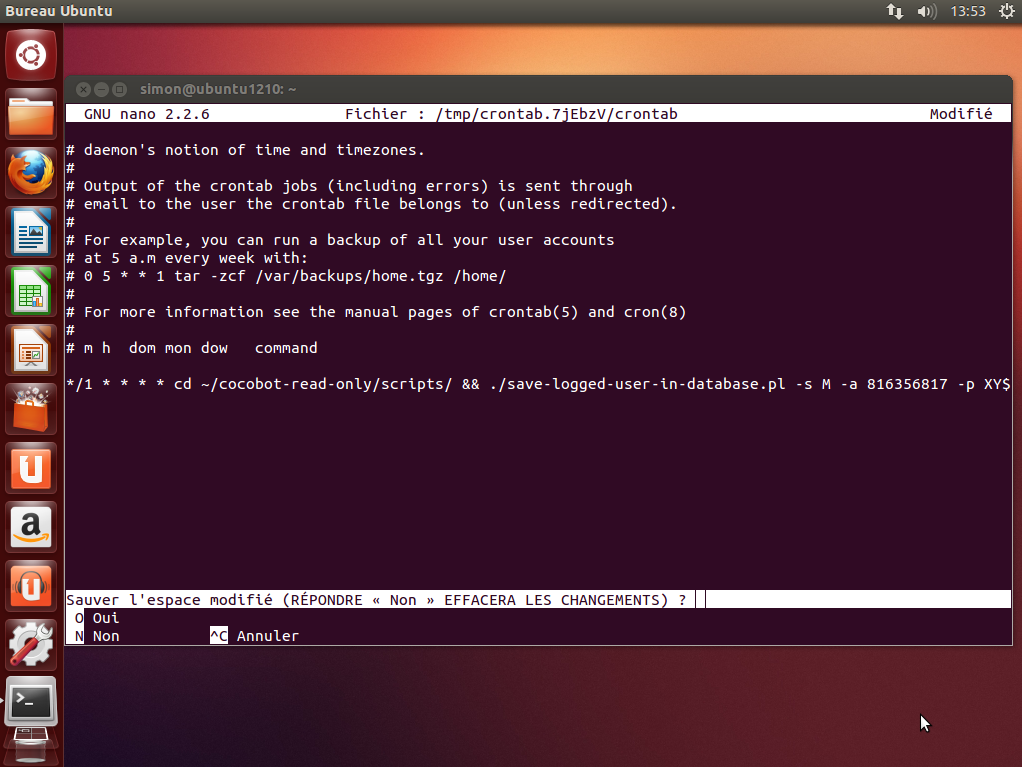 Bureau Ubuntu
13:53
simon@ubuntu1210: ~
GNU nano 2.2.6 Fichier : /tmp/crontab.7jEbzV/crontab Modifié
# daemon's notion of time and timezones.
#
# Output of the crontab jobs (including errors) is sent through
# email to the user the crontab file belongs to (unless redirected).
#
# For example, you can run a backup of all your user accounts
# at 5 a.m every week with:
# 0 5 * * 1 tar -zcf /var/backups/home.tgz /home/
#
# For more information see the manual pages of crontab(5) and cron(8)
#
# m h  dom mon dow   command
*/1 * * * * cd ~/cocobot-read-only/scripts/ && ./save-logged-user-in-database.pl -s M -a 816356817 -p XY$
Sauver l'espace modifié (RÉPONDRE « Non » EFFACERA LES CHANGEMENTS) ?
O Oui
N Non ^C Annuler